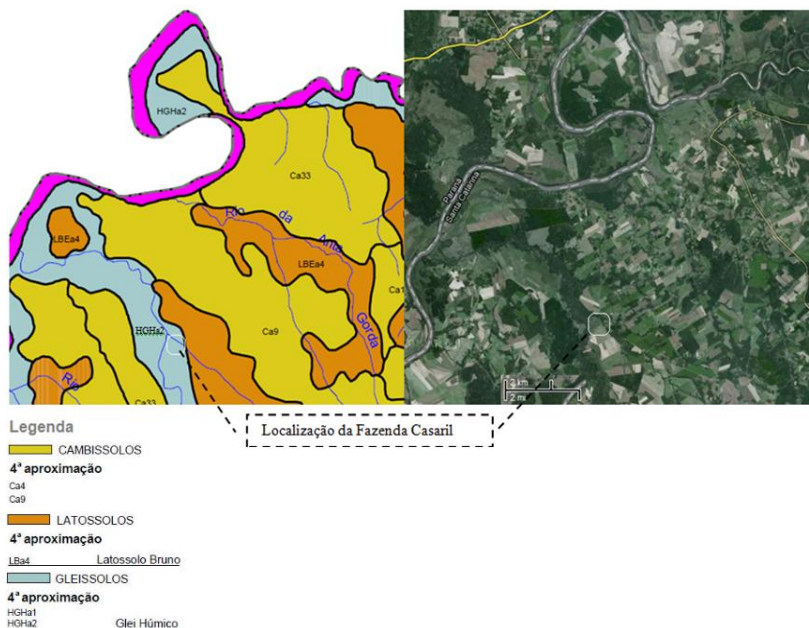 HGHa2
Ca33
Rio da Anta Gorda
LBEa4
LBEa4
Ca1
HGHa2
Ca9
Rio
Ca33
Paraná
Santa Catarina
2 km
2 mi
Localização da Fazenda Casaril
Legenda
CAMBISSOLOS
4ª aproximação
Ca4
Ca9
LATOSSOLOS
4ª aproximação
LBa4 Latossolo Bruno
GLEISSOLOS
4ª aproximação
HGHa1
HGHa2 Glei Húmico